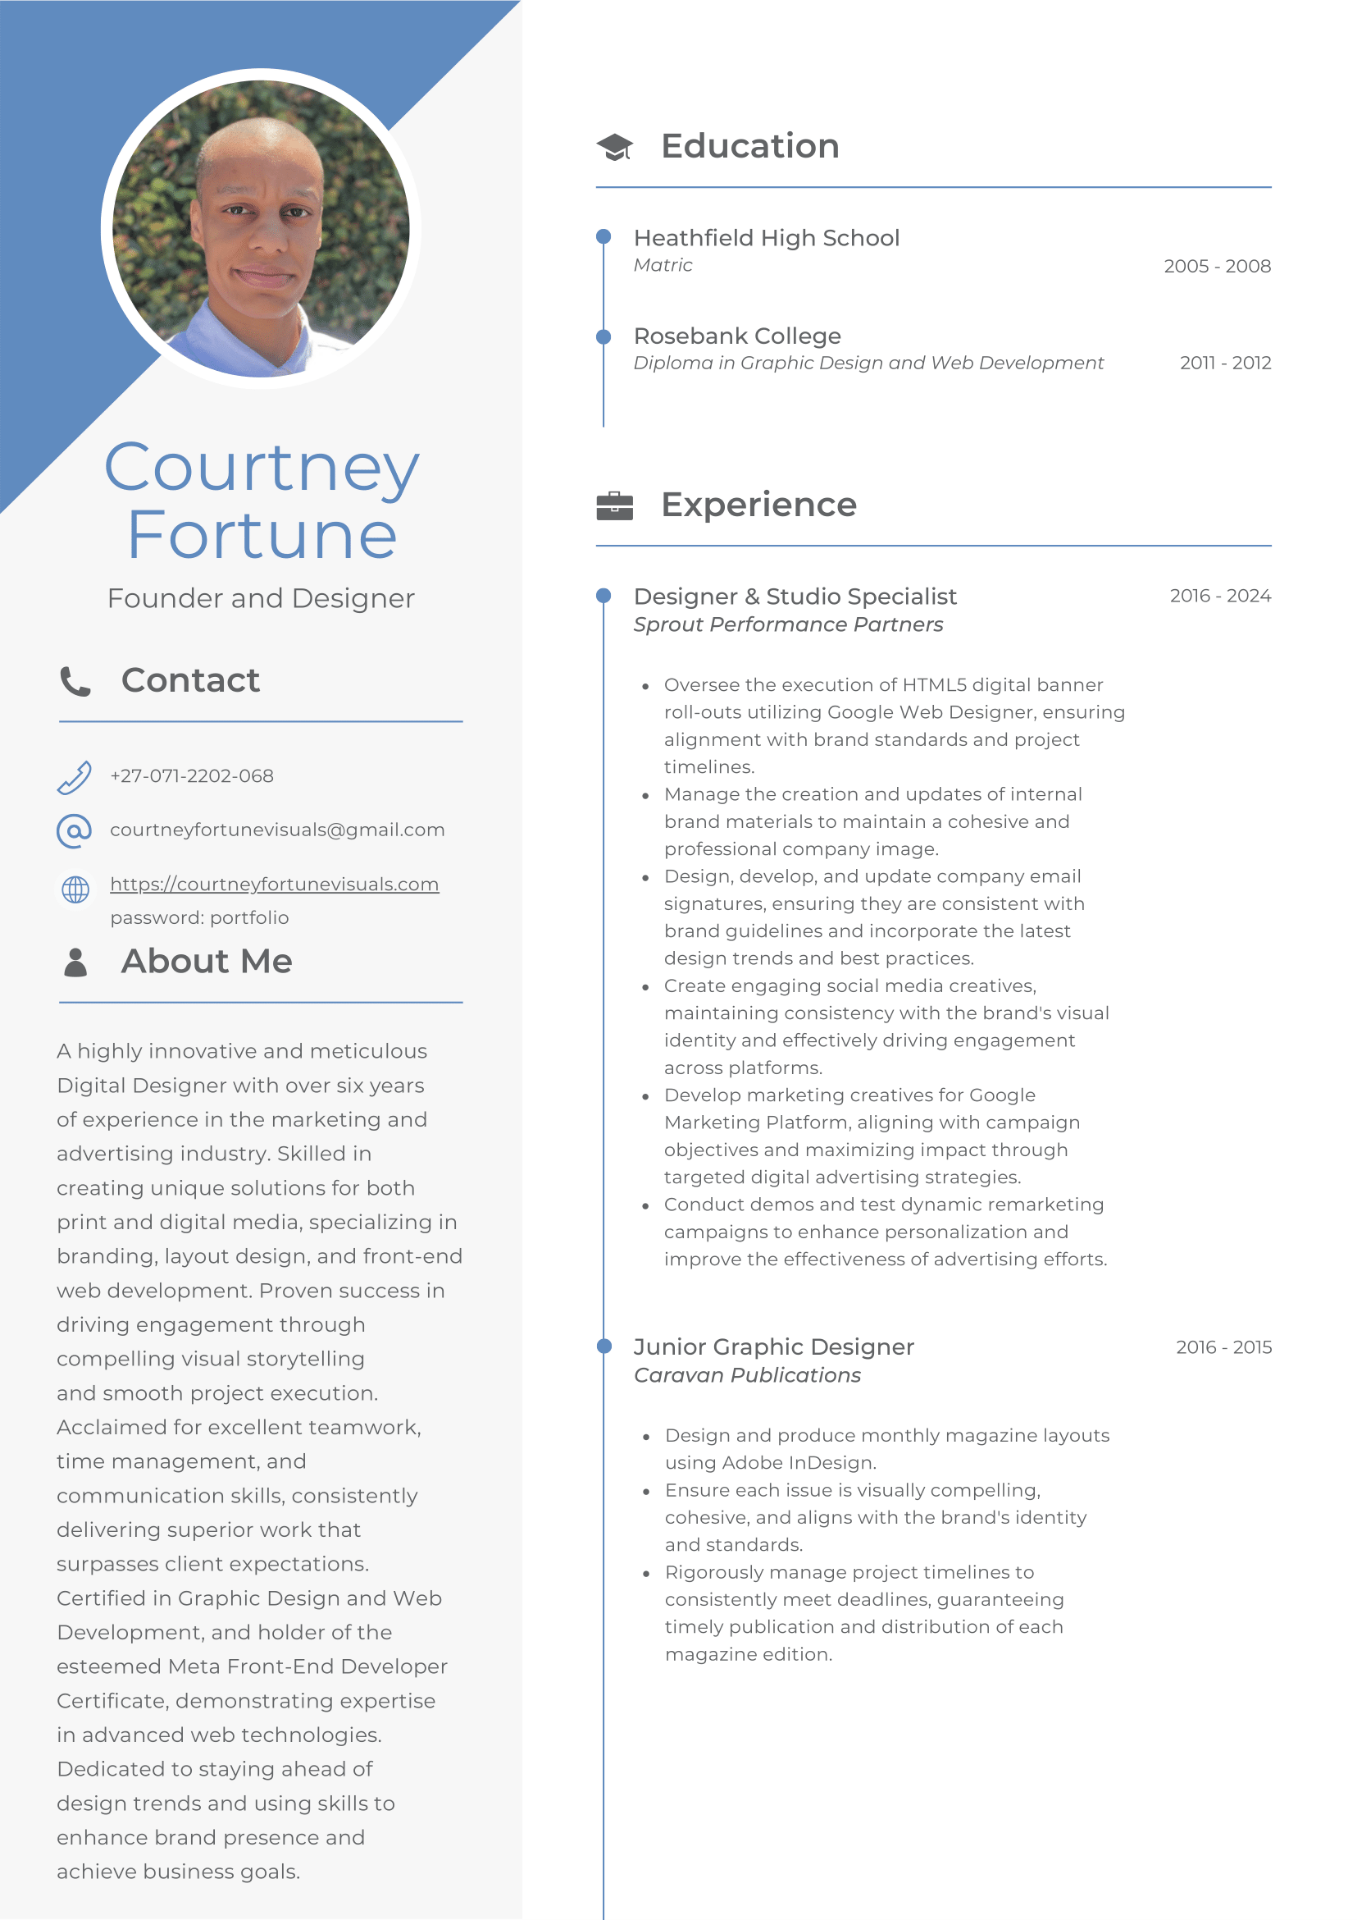 Courtney
Fortune
Founder and Designer
Contact
+27-071-2202-068
courtneyfortunevisuals@gmail.com
https://courtneyfortunevisuals.com
password: portfolio
About Me
A highly innovative and meticulous
Digital Designer with over six years
of experience in the marketing and
advertising industry. Skilled in
creating unique solutions for both
print and digital media, specializing in
branding, layout design, and front-end
web development. Proven success in
driving engagement through
compelling visual storytelling
and smooth project execution.
Acclaimed for excellent teamwork,
time management, and
communication skills, consistently
delivering superior work that
surpasses client expectations.
Certified in Graphic Design and Web
Development, and holder of the
esteemed Meta Front-End Developer
Certificate, demonstrating expertise
in advanced web technologies.
Dedicated to staying ahead of
design trends and using skills to
enhance brand presence and
achieve business goals.
Education
Heathfield High School
Matric 2005 - 2008
Rosebank College
Diploma in Graphic Design and Web Development 2011 - 2012
Experience
Designer & Studio Specialist 2016 - 2024
Sprout Performance Partners
• Oversee the execution of HTML5 digital banner
roll-outs utilizing Google Web Designer, ensuring
alignment with brand standards and project
timelines.
• Manage the creation and updates of internal
brand materials to maintain a cohesive and
professional company image.
• Design, develop, and update company email
signatures, ensuring they are consistent with
brand guidelines and incorporate the latest
design trends and best practices.
• Create engaging social media creatives,
maintaining consistency with the brand's visual
identity and effectively driving engagement
across platforms.
• Develop marketing creatives for Google
Marketing Platform, aligning with campaign
objectives and maximizing impact through
targeted digital advertising strategies.
• Conduct demos and test dynamic remarketing
campaigns to enhance personalization and
improve the effectiveness of advertising efforts.
Junior Graphic Designer 2016 - 2015
Caravan Publications
• Design and produce monthly magazine layouts
using Adobe InDesign.
• Ensure each issue is visually compelling,
cohesive, and aligns with the brand's identity
and standards.
• Rigorously manage project timelines to
consistently meet deadlines, guaranteeing
timely publication and distribution of each
magazine edition.